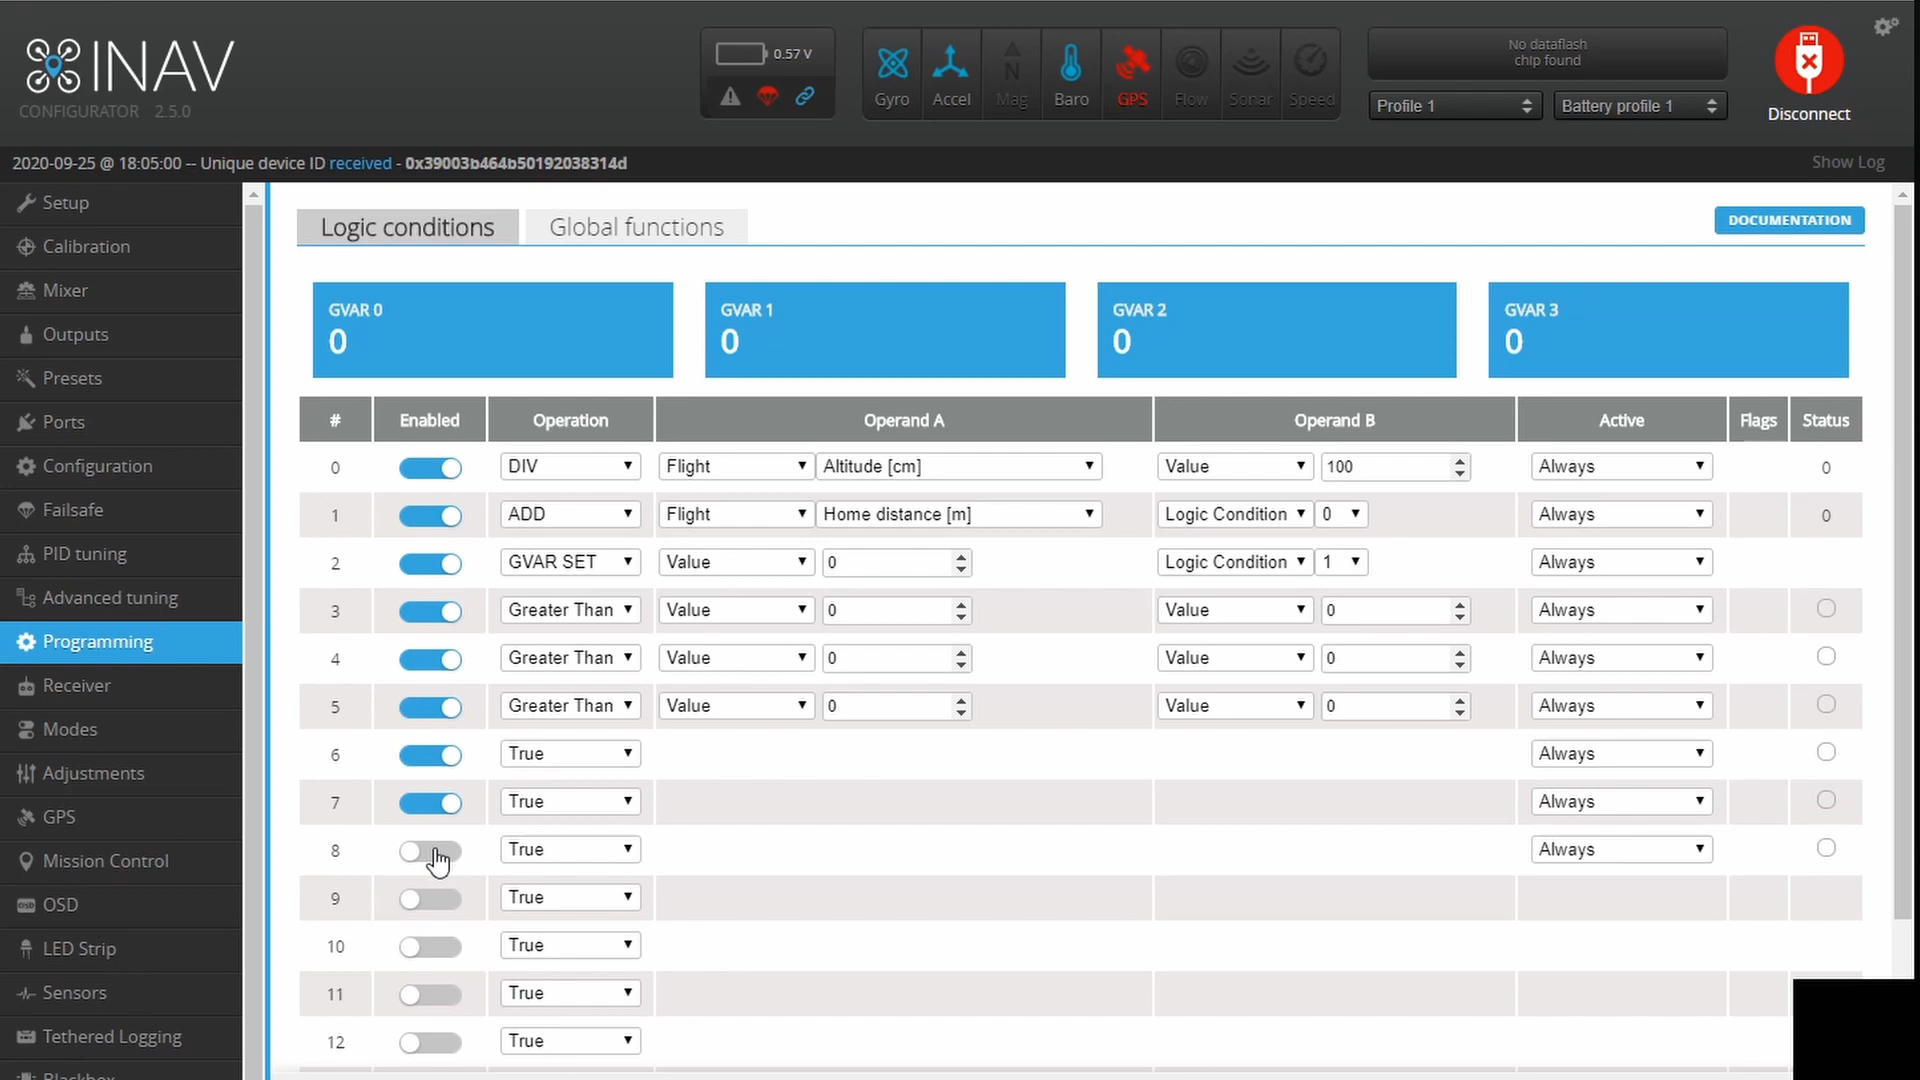 INAV
CONFIGURATOR 2.5.0
0.57 V
Gyro Accel Mag Baro GPS Flow Sonar Speed
No dataflash
chip found
Profile 1 Battery profile 1
Disconnect
2020-09-25 @ 18:05:00 -- Unique device ID received - 0x39003b464b50192038314d
Show Log
Setup
Calibration
Mixer
Outputs
Presets
Ports
Configuration
Failsafe
PID tuning
Advanced tuning
Programming
Receiver
Modes
Adjustments
GPS
Mission Control
OSD
LED Strip
Sensors
Tethered Logging
Blackbox
Logic conditions Global functions
DOCUMENTATION
GVAR 0 GVAR 1 GVAR 2 GVAR 3
0 0 0 0
# Enabled Operation Operand A Operand B Active Flags Status
0 DIV Flight Altitude [cm] Value 100 Always 0
1 ADD Flight Home distance [m] Logic Condition 0 Always 0
2 GVAR SET Value 0 Logic Condition 1 Always
3 Greater Than Value 0 Value 0 Always
4 Greater Than Value 0 Value 0 Always
5 Greater Than Value 0 Value 0 Always
6 True Always
7 True Always
8 True Always
9 True
10 True
11 True
12 True